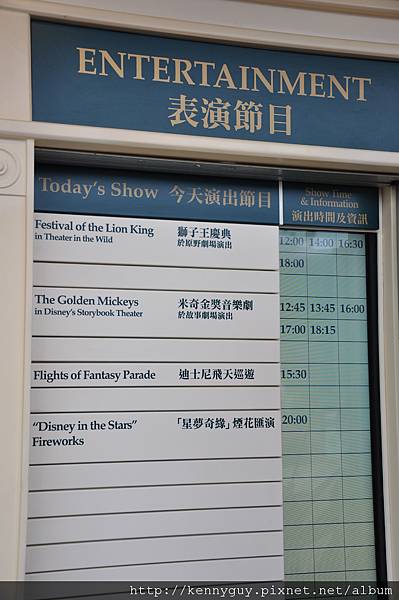 ENTERTAINMENT
表演節目
Today's Show 今天演出節目
Show Time
& Information
演出時間及資訊
Festival of the Lion King 獅子王慶典 12:00 14:00 16:30
in Theater in the Wild 於原野劇場演出
18:00
The Golden Mickeys 米奇金獎音樂劇 12:45 13:45 16:00
in Disney's Storybook Theater 於故事劇場演出
17:00 18:15
Flights of Fantasy Parade 迪士尼飛天巡遊 15:30
"Disney in the Stars" 「星夢奇緣」煙花匯演 20:00
Fireworks
http://kennyguy.pixnet.net/album